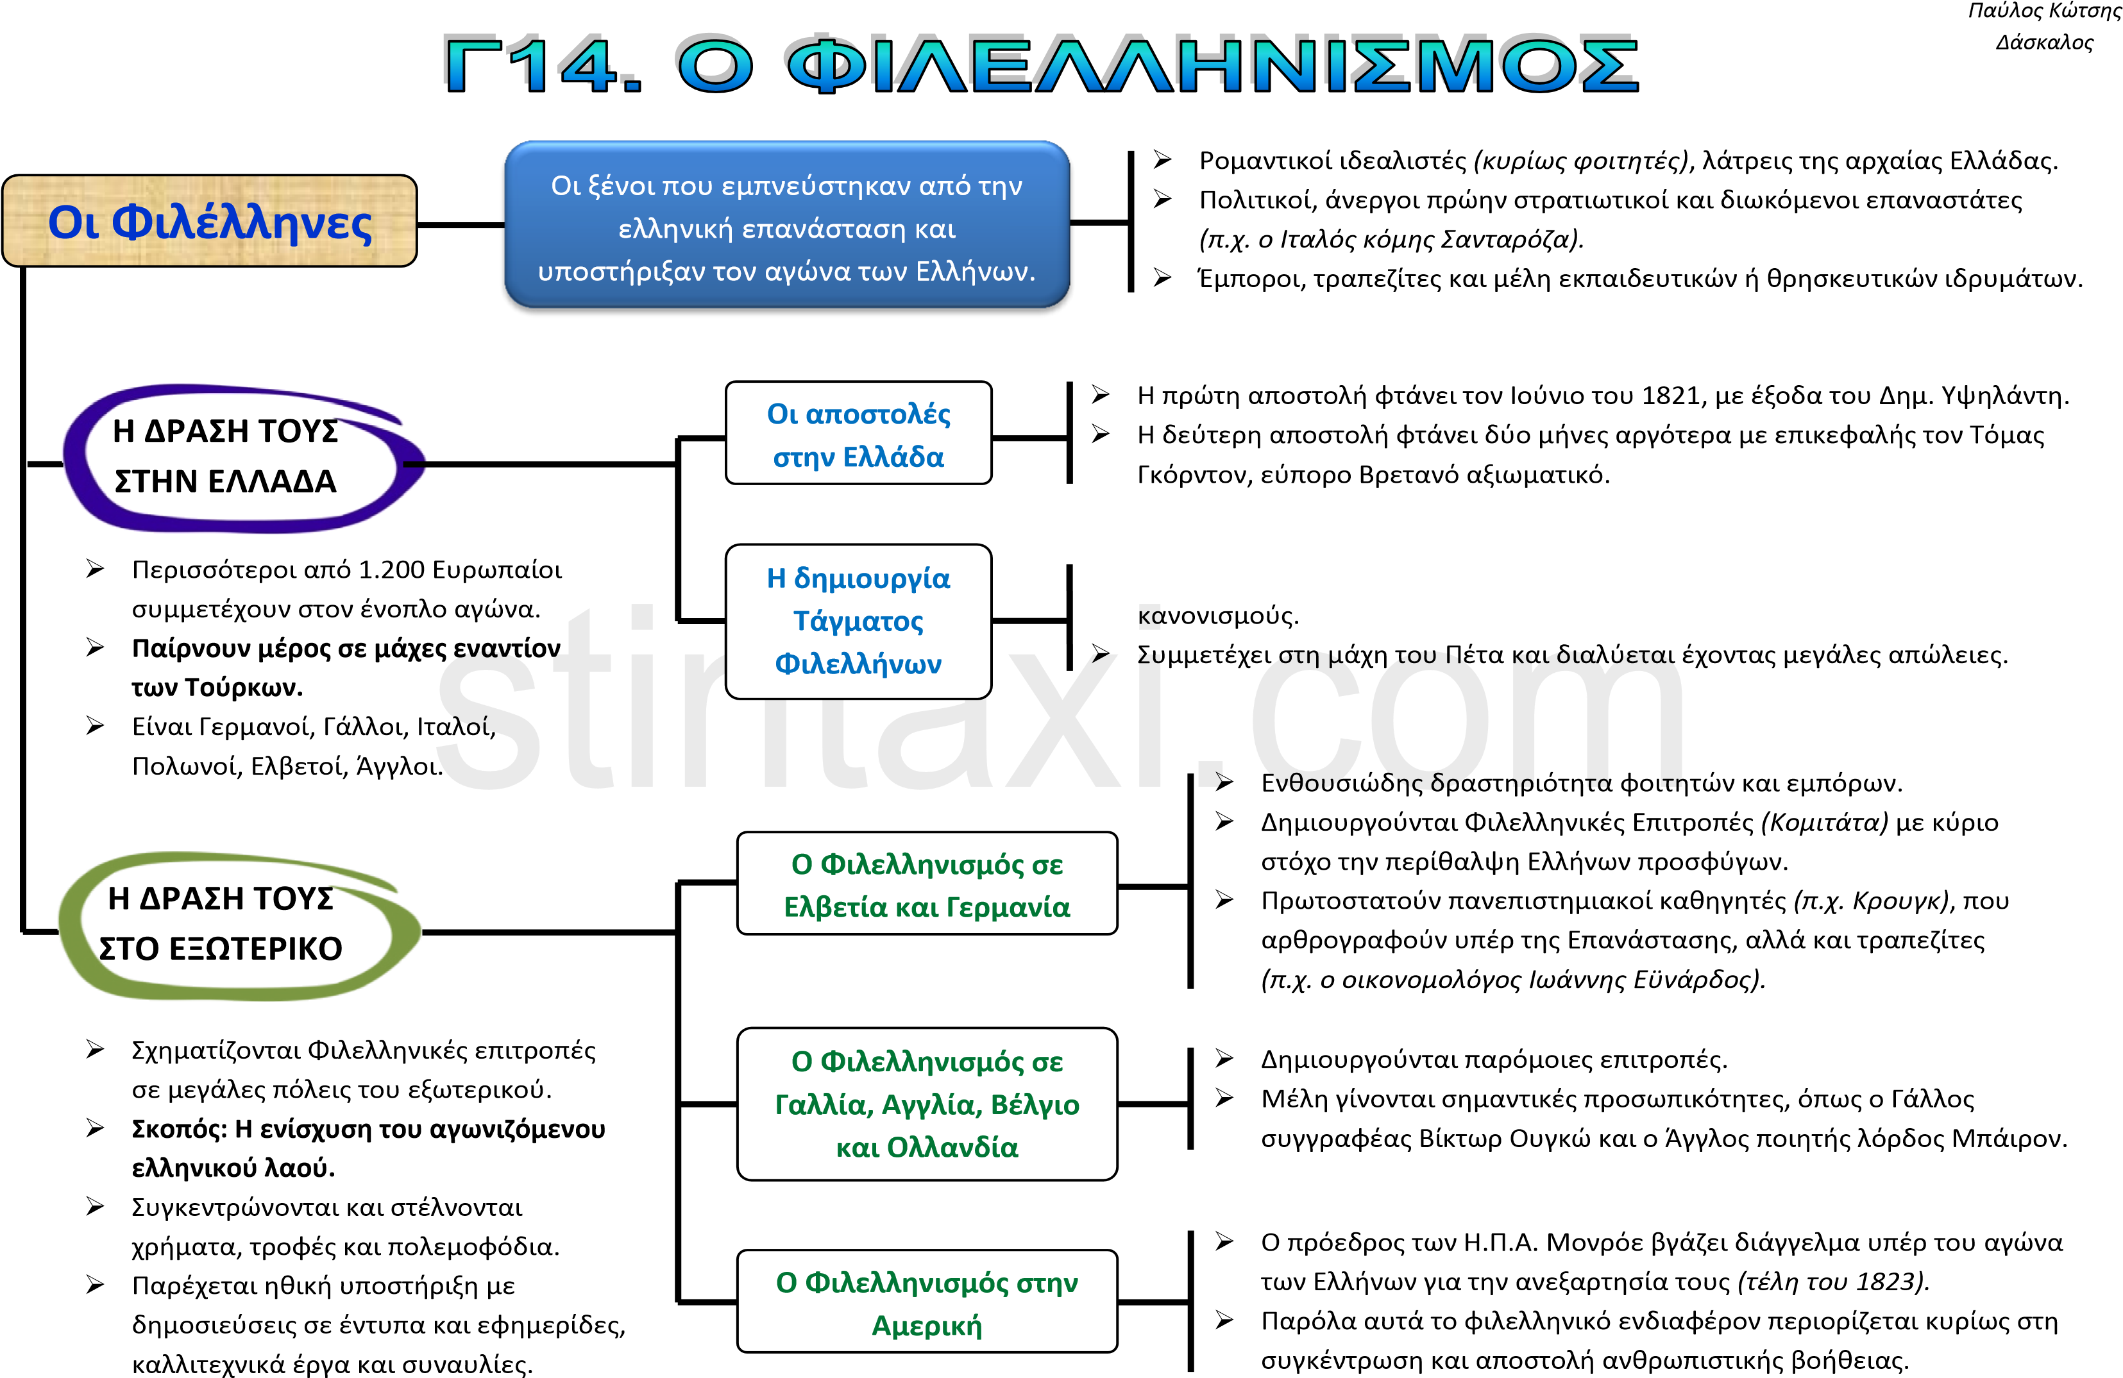 Παύλος Κώτσης
Δάσκαλος
Γ14. Ο ΦΙΛΕΛΛΗΝΙΣΜΟΣ
Οι Φιλέλληνες
Οι ξένοι που εμπνεύστηκαν από την
ελληνική επανάσταση και
υποστήριξαν τον αγώνα των Ελλήνων.
Ρομαντικοί ιδεαλιστές (κυρίως φοιτητές), λάτρεις της αρχαίας Ελλάδας.
Πολιτικοί, άνεργοι πρώην στρατιωτικοί και διωκόμενοι επαναστάτες
(π.χ. ο Ιταλός κόμης Σανταρόζα).
Έμποροι, τραπεζίτες και μέλη εκπαιδευτικών ή θρησκευτικών ιδρυμάτων.
Η ΔΡΑΣΗ ΤΟΥΣ
ΣΤΗΝ ΕΛΛΑΔΑ
Περισσότεροι από 1.200 Ευρωπαίοι
συμμετέχουν στον ένοπλο αγώνα.
Παίρνουν μέρος σε μάχες εναντίον
των Τούρκων.
Είναι Γερμανοί, Γάλλοι, Ιταλοί,
Πολωνοί, Ελβετοί, Άγγλοι.
Οι αποστολές
στην Ελλάδα
Η πρώτη αποστολή φτάνει τον Ιούνιο του 1821, με έξοδα του Δημ. Υψηλάντη.
Η δεύτερη αποστολή φτάνει δύο μήνες αργότερα με επικεφαλής τον Τόμας
Γκόρντον, εύπορο Βρετανό αξιωματικό.
Η δημιουργία
Τάγματος
Φιλελλήνων
κανονισμούς.
Συμμετέχει στη μάχη του Πέτα και διαλύεται έχοντας μεγάλες απώλειες.
stintaxi.com
Η ΔΡΑΣΗ ΤΟΥΣ
ΣΤΟ ΕΞΩΤΕΡΙΚΟ
Σχηματίζονται Φιλελληνικές επιτροπές
σε μεγάλες πόλεις του εξωτερικού.
Σκοπός: Η ενίσχυση του αγωνιζόμενου
ελληνικού λαού.
Συγκεντρώνονται και στέλνονται
χρήματα, τροφές και πολεμοφόδια.
Παρέχεται ηθική υποστήριξη με
δημοσιεύσεις σε έντυπα και εφημερίδες,
καλλιτεχνικά έργα και συναυλίες.
Ο Φιλελληνισμός σε
Ελβετία και Γερμανία
Ενθουσιώδης δραστηριότητα φοιτητών και εμπόρων.
Δημιουργούνται Φιλελληνικές Επιτροπές (Κομιτάτα) με κύριο
στόχο την περίθαλψη Ελλήνων προσφύγων.
Πρωτοστατούν πανεπιστημιακοί καθηγητές (π.χ. Κρουγκ), που
αρθρογραφούν υπέρ της Επανάστασης, αλλά και τραπεζίτες
(π.χ. ο οικονομολόγος Ιωάννης Εϋνάρδος).
Ο Φιλελληνισμός σε
Γαλλία, Αγγλία, Βέλγιο
και Ολλανδία
Δημιουργούνται παρόμοιες επιτροπές.
Μέλη γίνονται σημαντικές προσωπικότητες, όπως ο Γάλλος
συγγραφέας Βίκτωρ Ουγκώ και ο Άγγλος ποιητής λόρδος Μπάιρον.
Ο Φιλελληνισμός στην
Αμερική
Ο πρόεδρος των Η.Π.Α. Μονρόε βγάζει διάγγελμα υπέρ του αγώνα
των Ελλήνων για την ανεξαρτησία τους (τέλη του 1823).
Παρόλα αυτά το φιλελληνικό ενδιαφέρον περιορίζεται κυρίως στη
συγκέντρωση και αποστολή ανθρωπιστικής βοήθειας.